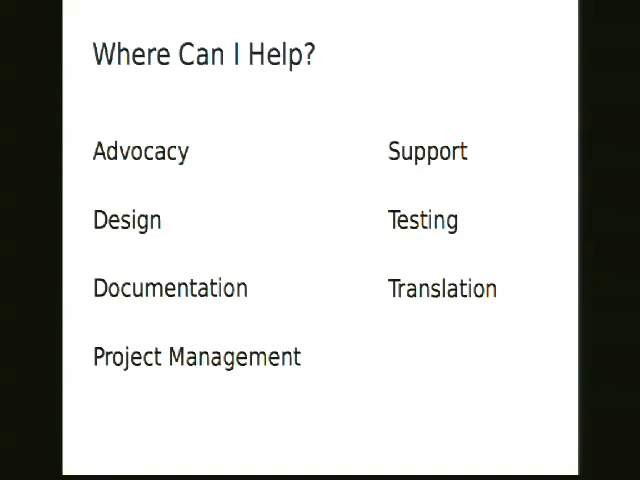 Where Can I Help?
Advocacy
Support
Design
Testing
Documentation
Translation
Project Management